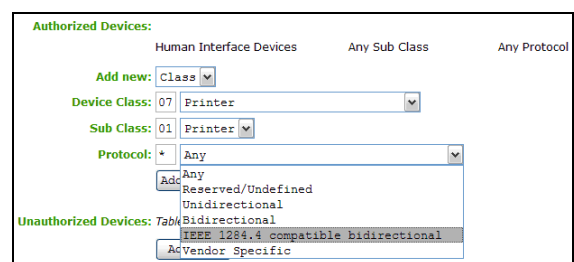 Authorized Devices:
Human Interface Devices Any Sub Class Any Protocol
Add new: Class
Device Class: 07 Printer
Sub Class: 01 Printer
Protocol: * Any
Any
Reserved/Undefined
Unidirectional
Unauthorized Devices:
Bidirectional
IEEE 1284.4 compatible bidirectional
Vendor Specific